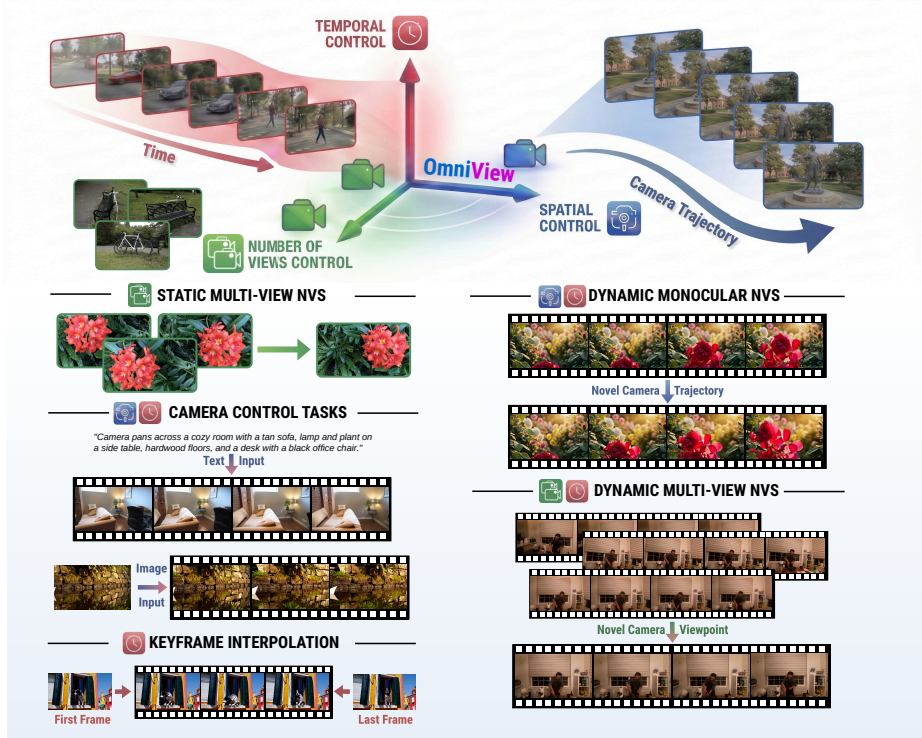 TEMPORAL
CONTROL
Time
OmniView
Camera Trajectory
SPATIAL
CONTROL
NUMBER OF
VIEWS CONTROL
STATIC MULTI-VIEW NVS
CAMERA CONTROL TASKS
"Camera pans across a cozy room with a tan sofa, lamp and plant on
a side table, hardwood floors, and a desk with a black office chair."
Text Input
Image
Input
KEYFRAME INTERPOLATION
First Frame
Last Frame
DYNAMIC MONOCULAR NVS
Novel Camera Trajectory
DYNAMIC MULTI-VIEW NVS
Novel Camera Viewpoint